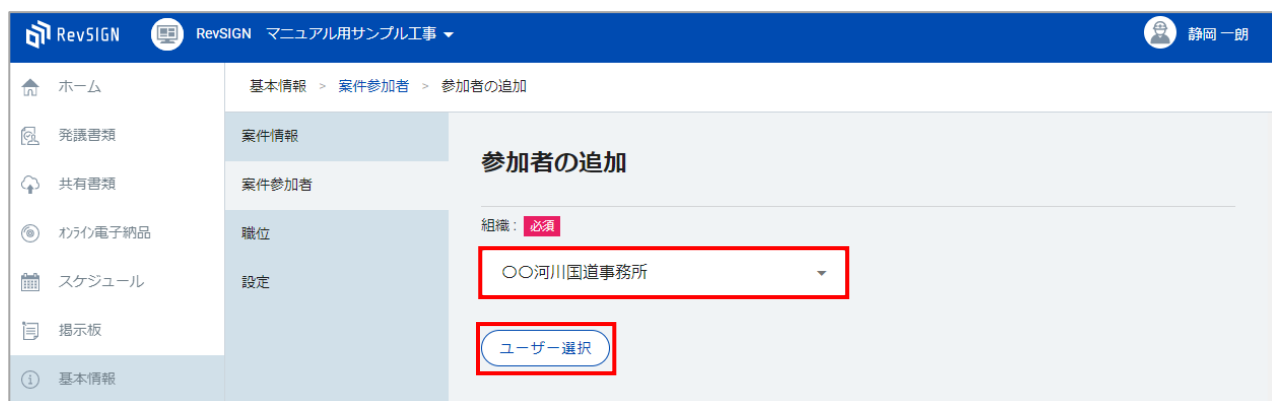 RevSIGN RevSIGN マニュアル用サンプル工事 静岡 一朗
ホーム
発議書類
共有書類
オンライン電子納品
スケジュール
掲示板
基本情報
基本情報 > 案件参加者 > 参加者の追加
案件情報
案件参加者
職位
設定
参加者の追加
組織: 必須
〇〇河川国道事務所
ユーザー選択